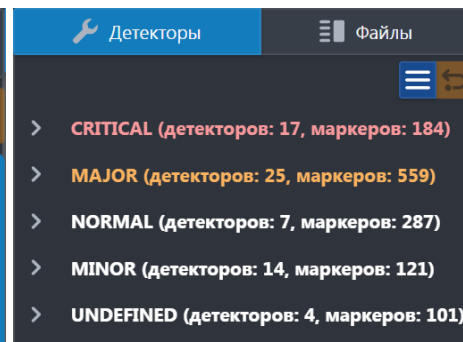 Детекторы
Файлы
CRITICAL (детекторов: 17, маркеров: 184)
MAJOR (детекторов: 25, маркеров: 559)
NORMAL (детекторов: 7, маркеров: 287)
MINOR (детекторов: 14, маркеров: 121)
UNDEFINED (детекторов: 4, маркеров: 101)